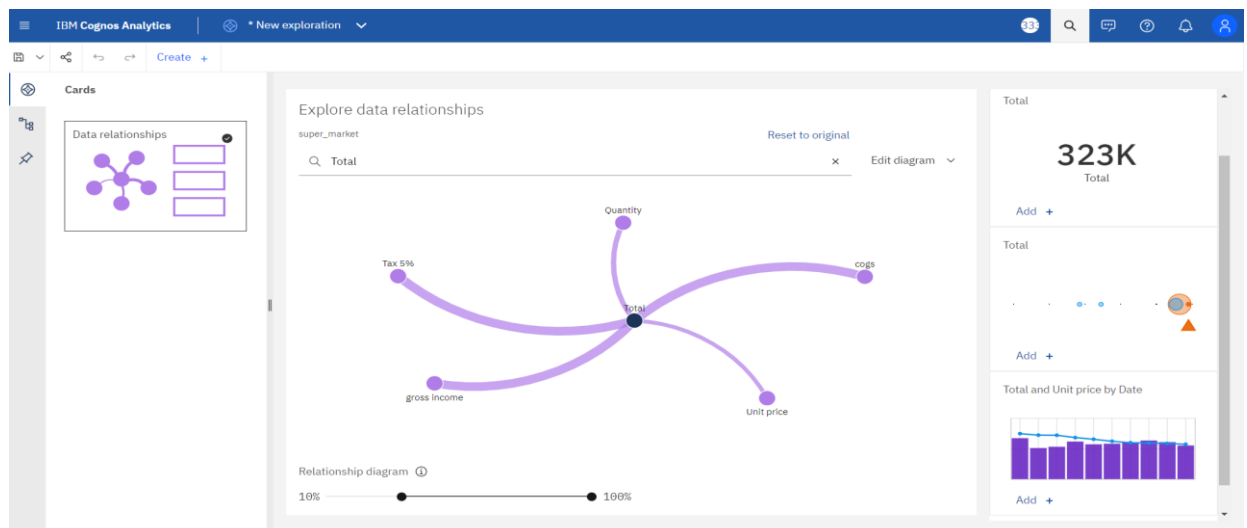 IBM Cognos Analytics
* New exploration
33
Create +
Cards
Data relationships
Explore data relationships
super_market
Reset to original
Total
Edit diagram
Quantity
Tax 5%
cogs
Total
gross income
Unit price
Relationship diagram
10%
100%
Total
323K
Total
Add +
Total
Add +
Total and Unit price by Date
Add +